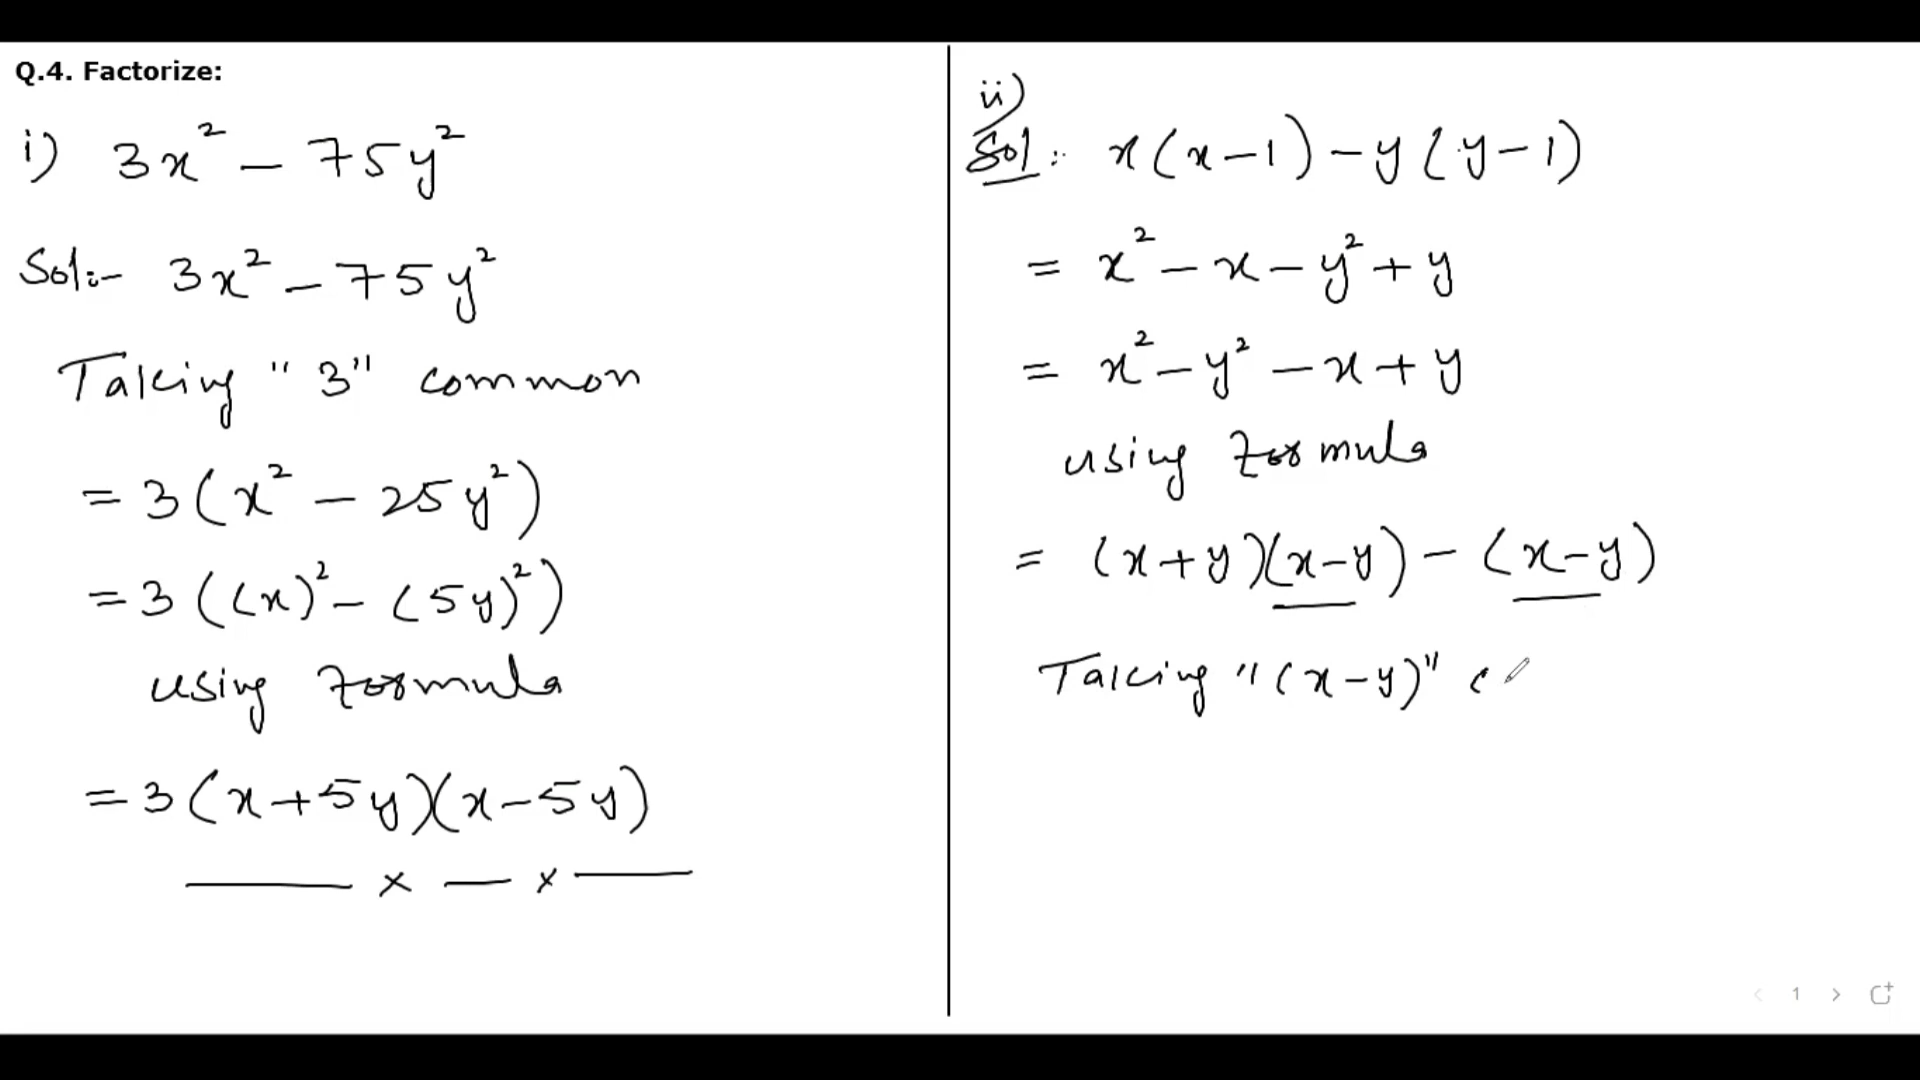 Q.4. Factorize:
i) 3x² − 75y²
Sol:- 3x² − 75y²
Taking "3" common
= 3(x² − 25y²)
= 3((x)² − (5y)²)
using formula
= 3(x+5y)(x−5y)
—— x — x ——
ii)
Sol: x(x−1) − y(y−1)
= x² − x − y² + y
= x² − y² − x + y
using formula
= (x+y)(x−y) − (x−y)
Taking "(x−y)" c
1